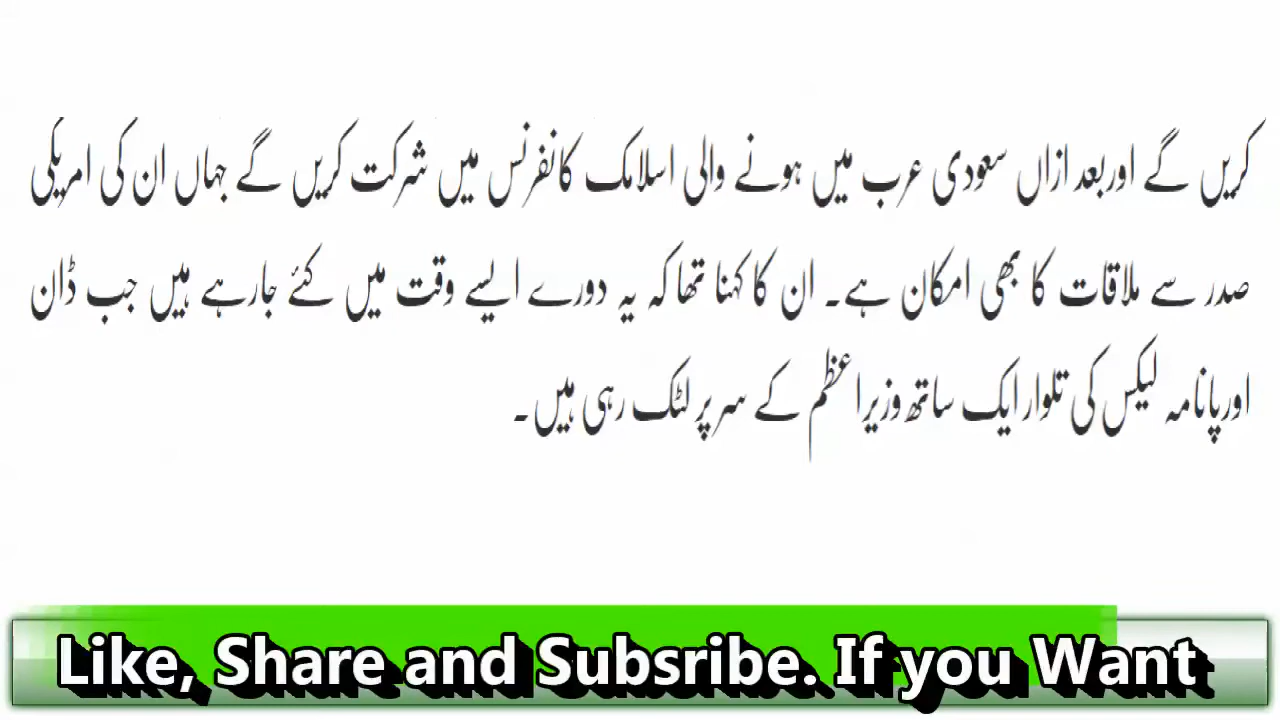 کریں گے اور بعد ازاں سعودی عرب میں ہونے والی اسلامک کانفرنس میں شرکت کریں گے جہاں ان کی امریکی
صدر سے ملاقات کا بھی امکان ہے۔ ان کا کہنا تھا کہ یہ دورے ایسے وقت میں کئے جارہے ہیں جب ڈان
اور پانامہ لیکس کی تلوار ایک ساتھ وزیراعظم کے سر پر لٹک رہی ہیں۔
Like, Share and Subsribe. If you Want